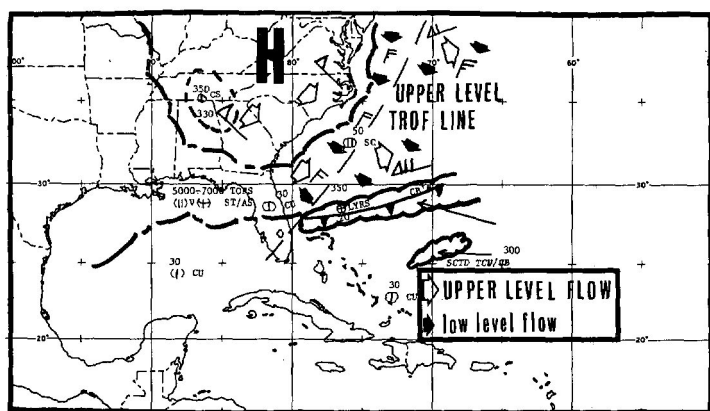 H
80°
70°
60°
350
CS
330
UPPER LEVEL
TROF LINE
50
SC
30°
5000-7000 TOPS
ST/AS
30
CU
350
LYRS
20
CB
30°
30
CU
300
SCTD TCU/CB
30
CU
UPPER LEVEL FLOW
low level flow
20°
20°